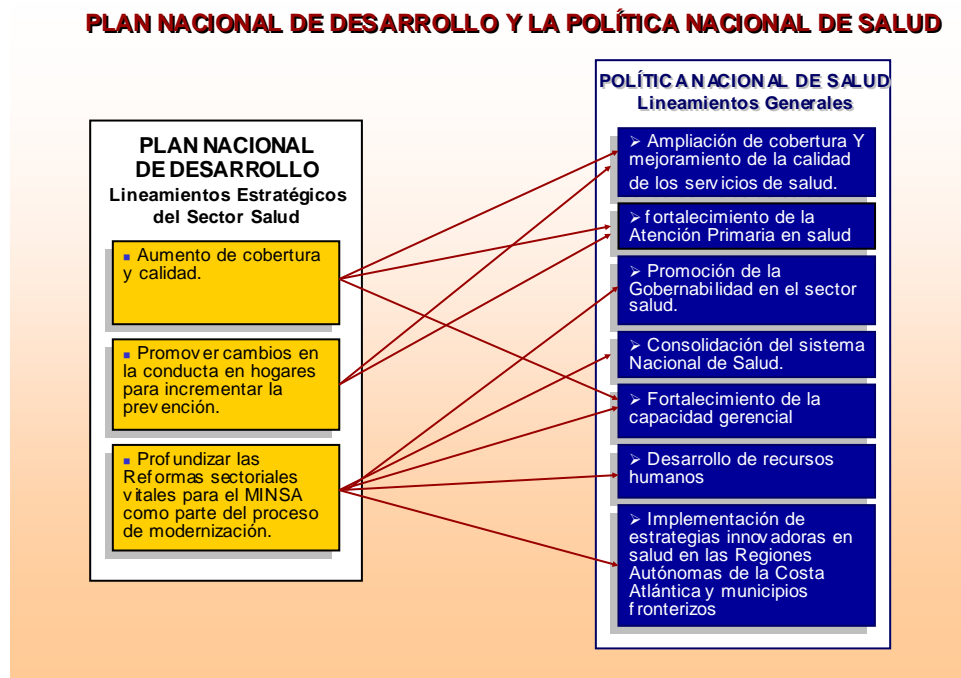 PLAN NACIONAL DE DESARROLLO Y LA POLÍTICA NACIONAL DE SALUD
PLAN NACIONAL
DE DESARROLLO
Lineamientos Estratégicos
del Sector Salud
▪ Aumento de cobertura
y calidad.
▪ Promover cambios en
la conducta en hogares
para incrementar la
prevención.
▪ Profundizar las
Reformas sectoriales
vitales para el MINSA
como parte del proceso
de modernización.
POLÍTICA NACIONAL DE SALUD
Lineamientos Generales
➢ Ampliación de cobertura Y
mejoramiento de la calidad
de los servicios de salud.
➢ fortalecimiento de la
Atención Primaria en salud
➢ Promoción de la
Gobernabilidad en el sector
salud.
➢ Consolidación del sistema
Nacional de Salud.
➢ Fortalecimiento de la
capacidad gerencial
➢ Desarrollo de recursos
humanos
➢ Implementación de
estrategias innovadoras en
salud en las Regiones
Autónomas de la Costa
Atlántica y municipios
fronterizos